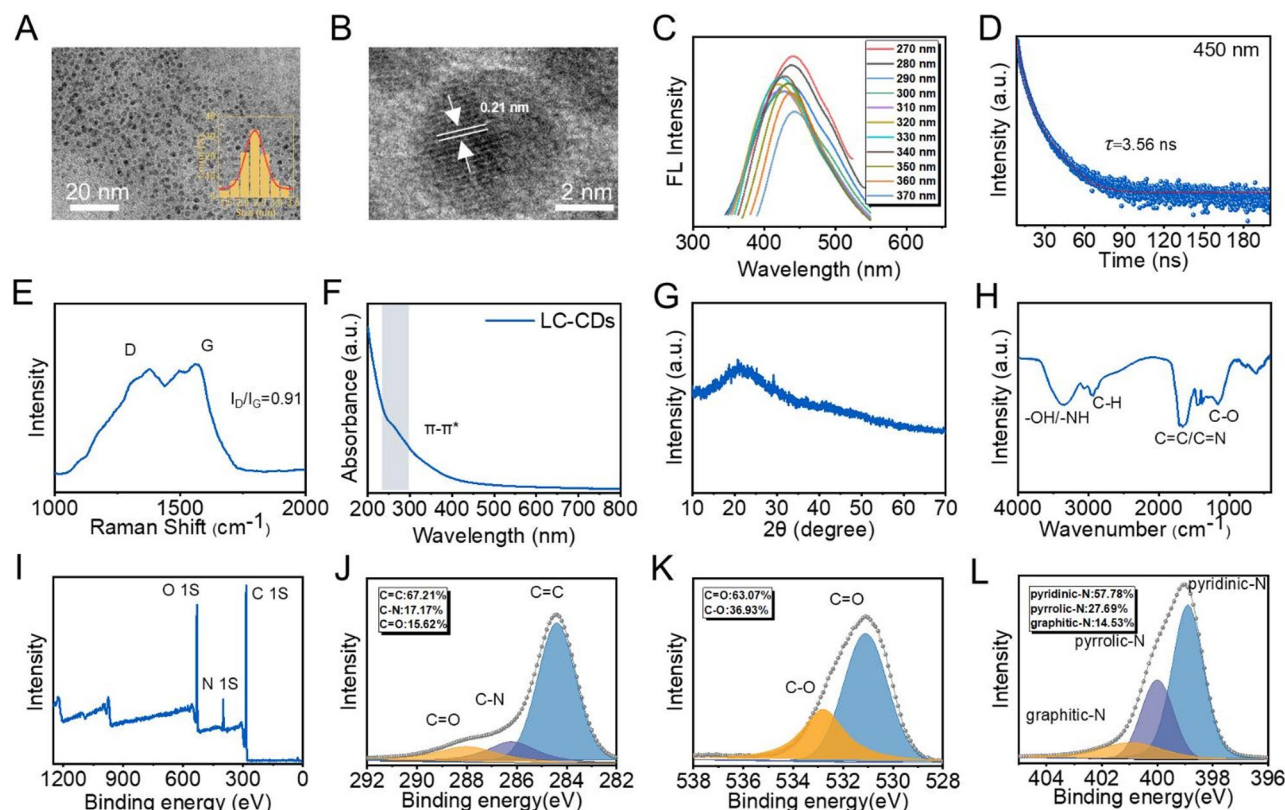 A
20 nm
B
0.21 nm
2 nm
C
FL Intensity
270 nm
280 nm
290 nm
300 nm
310 nm
320 nm
330 nm
340 nm
350 nm
360 nm
370 nm
300 400 500 600
Wavelength (nm)
D
Intensity (a.u.)
450 nm
τ=3.56 ns
30 60 90 120 150 180
Time (ns)
E
Intensity
D
G
I_D/I_G=0.91
1000 1500 2000
Raman Shift (cm⁻¹)
F
Absorbance (a.u.)
LC-CDs
π-π*
200 300 400 500 600 700 800
Wavelength (nm)
G
Intensity (a.u.)
10 20 30 40 50 60 70
2θ (degree)
H
Intensity (a.u.)
-OH/-NH
C-H
C=C/C=N
C-O
4000 3000 2000 1000
Wavenumber (cm⁻¹)
I
Intensity
O 1S
C 1S
N 1S
1250 900 600 300 0
Binding energy (eV)
J
Intensity
C=C:67.21%
C-N:17.17%
C=O:15.62%
C=C
C-N
C=O
292 290 288 286 284 282
Binding energy(eV)
K
Intensity
C=O:63.07%
C-O:36.93%
C=O
C-O
538 536 534 532 530 528
Binding energy(eV)
L
Intensity
pyridinic-N:57.78%
pyrrolic-N:27.69%
graphitic-N:14.53%
pyridinic-N
pyrrolic-N
graphitic-N
404 402 400 398 396
Binding energy(eV)